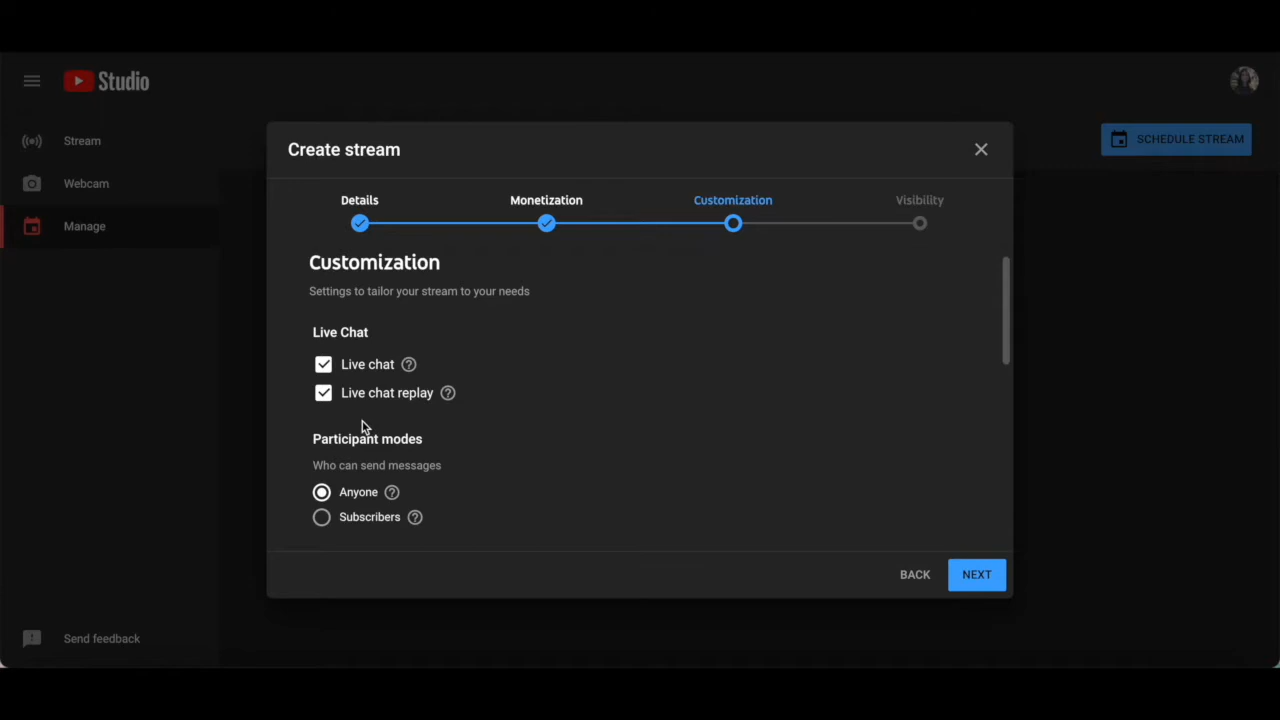 Studio
Stream
Webcam
Manage
Send feedback
SCHEDULE STREAM
Create stream
Details
Monetization
Customization
Visibility
Customization
Settings to tailor your stream to your needs
Live Chat
Live chat
Live chat replay
Participant modes
Who can send messages
Anyone
Subscribers
BACK
NEXT